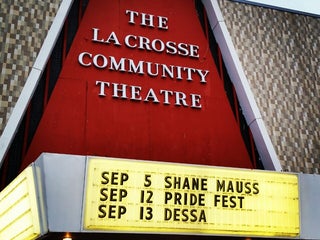 THE
LA CROSSE
COMMUNITY
THEATRE
SEP 5 SHANE MAUSS
SEP 12 PRIDE FEST
SEP 13 DESSA